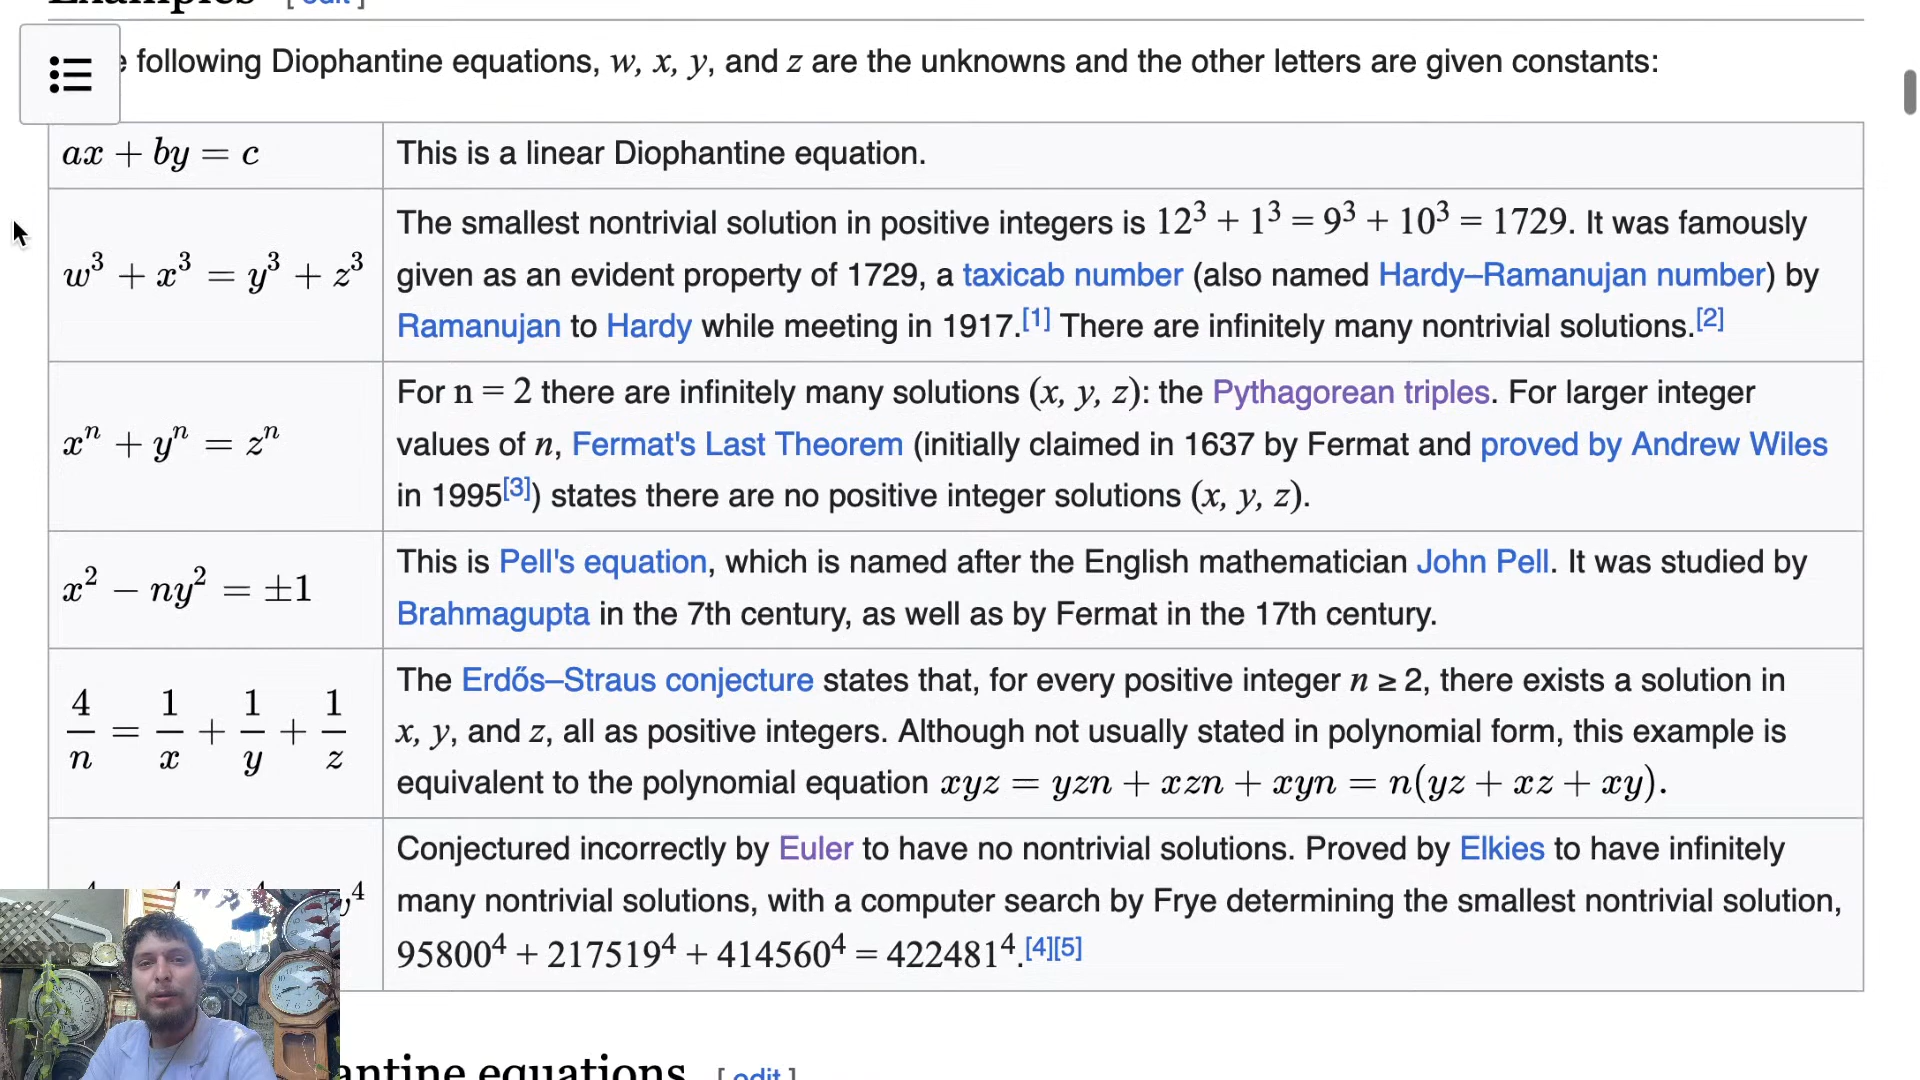 Examples [ edit ]
following Diophantine equations, w, x, y, and z are the unknowns and the other letters are given constants:
ax + by = c
This is a linear Diophantine equation.
w³ + x³ = y³ + z³
The smallest nontrivial solution in positive integers is 12³ + 1³ = 9³ + 10³ = 1729. It was famously
given as an evident property of 1729, a taxicab number (also named Hardy–Ramanujan number) by
Ramanujan to Hardy while meeting in 1917.[1] There are infinitely many nontrivial solutions.[2]
xⁿ + yⁿ = zⁿ
For n = 2 there are infinitely many solutions (x, y, z): the Pythagorean triples. For larger integer
values of n, Fermat's Last Theorem (initially claimed in 1637 by Fermat and proved by Andrew Wiles
in 1995[3]) states there are no positive integer solutions (x, y, z).
x² − ny² = ±1
This is Pell's equation, which is named after the English mathematician John Pell. It was studied by
Brahmagupta in the 7th century, as well as by Fermat in the 17th century.
4/n = 1/x + 1/y + 1/z
The Erdős–Straus conjecture states that, for every positive integer n ≥ 2, there exists a solution in
x, y, and z, all as positive integers. Although not usually stated in polynomial form, this example is
equivalent to the polynomial equation xyz = yzn + xzn + xyn = n(yz + xz + xy).
Conjectured incorrectly by Euler to have no nontrivial solutions. Proved by Elkies to have infinitely
many nontrivial solutions, with a computer search by Frye determining the smallest nontrivial solution,
95800⁴ + 217519⁴ + 414560⁴ = 422481⁴.[4][5]
antine equations [ edit ]